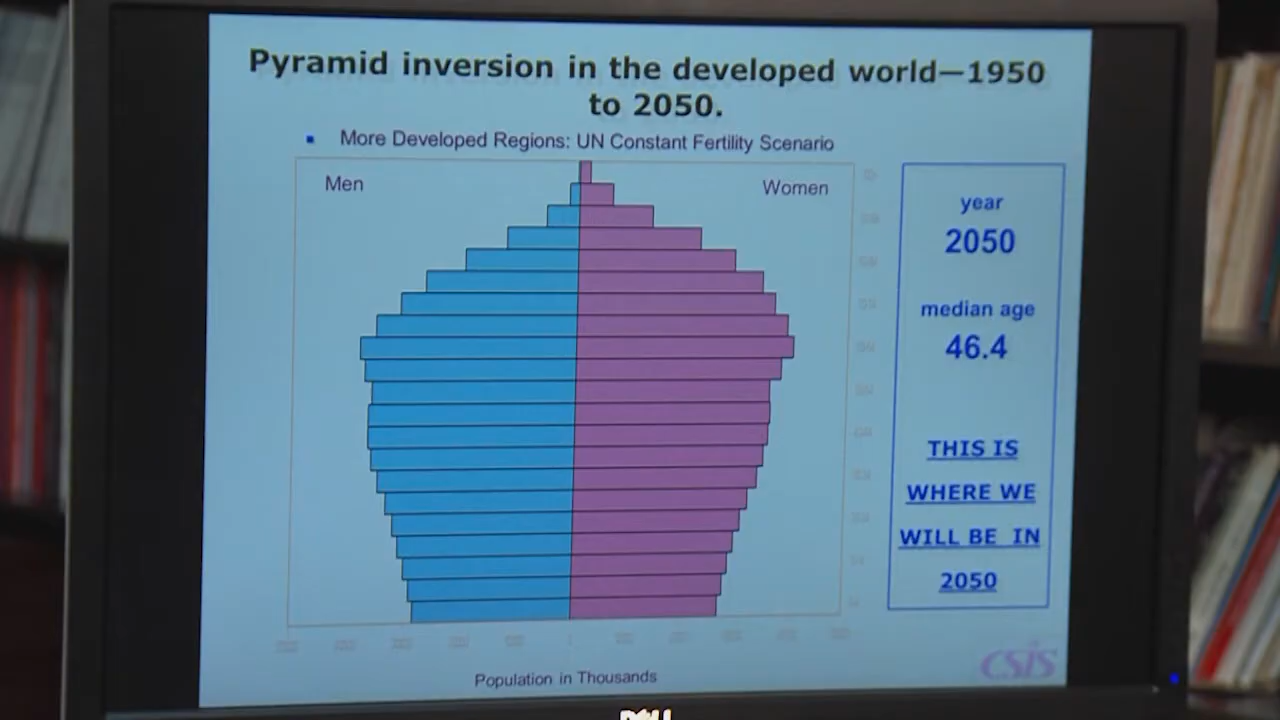 Pyramid inversion in the developed world—1950
to 2050.
▪ More Developed Regions: UN Constant Fertility Scenario
Men
Women
year
2050
median age
46.4
THIS IS
WHERE WE
WILL BE IN
2050
CSIS
Population in Thousands
DELL